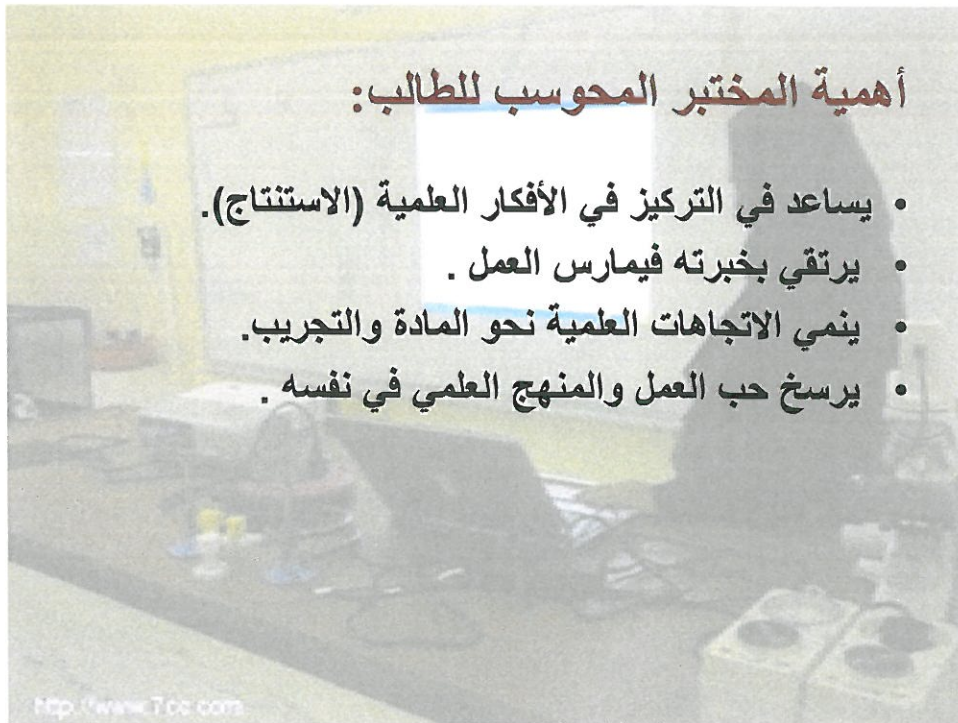 أهمية المختبر المحوسب للطالب:
• يساعد في التركيز في الأفكار العلمية (الاستنتاج).
• يرتقي بخبرته فيمارس العمل .
• ينمي الاتجاهات العلمية نحو المادة والتجريب.
• يرسخ حب العمل والمنهج العلمي في نفسه .